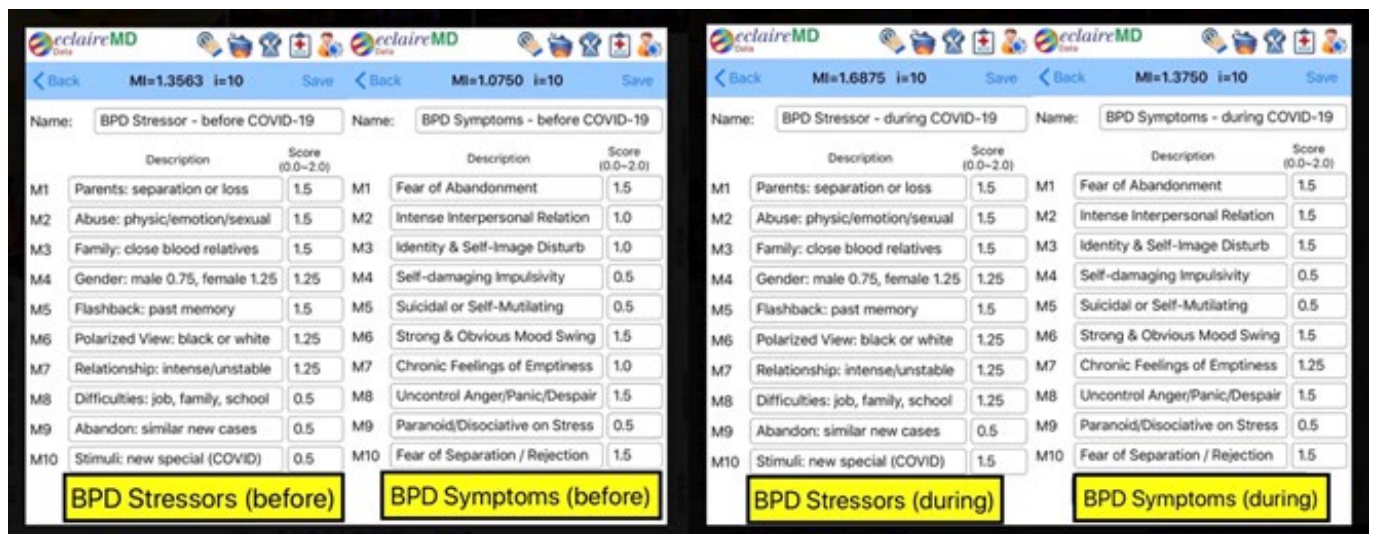 eclaireMD
Data
Back MI=1.3563 i=10 Save
Name: BPD Stressor - before COVID-19
Description Score (0.0~2.0)
M1 Parents: separation or loss 1.5
M2 Abuse: physic/emotion/sexual 1.5
M3 Family: close blood relatives 1.5
M4 Gender: male 0.75, female 1.25 1.25
M5 Flashback: past memory 1.5
M6 Polarized View: black or white 1.25
M7 Relationship: intense/unstable 1.25
M8 Difficulties: job, family, school 0.5
M9 Abandon: similar new cases 0.5
M10 Stimuli: new special (COVID) 0.5
BPD Stressors (before)
eclaireMD
Data
Back MI=1.0750 i=10 Save
Name: BPD Symptoms - before COVID-19
Description Score (0.0~2.0)
M1 Fear of Abandonment 1.5
M2 Intense Interpersonal Relation 1.0
M3 Identity & Self-Image Disturb 1.0
M4 Self-damaging Impulsivity 0.5
M5 Suicidal or Self-Mutilating 0.5
M6 Strong & Obvious Mood Swing 1.5
M7 Chronic Feelings of Emptiness 1.0
M8 Uncontrol Anger/Panic/Despair 1.5
M9 Paranoid/Disociative on Stress 0.5
M10 Fear of Separation / Rejection 1.5
BPD Symptoms (before)
eclaireMD
Data
Back MI=1.6875 i=10 Save
Name: BPD Stressor - during COVID-19
Description Score (0.0~2.0)
M1 Parents: separation or loss 1.5
M2 Abuse: physic/emotion/sexual 1.5
M3 Family: close blood relatives 1.5
M4 Gender: male 0.75, female 1.25 1.25
M5 Flashback: past memory 1.5
M6 Polarized View: black or white 1.25
M7 Relationship: intense/unstable 1.25
M8 Difficulties: job, family, school 1.25
M9 Abandon: similar new cases 0.5
M10 Stimuli: new special (COVID) 1.5
BPD Stressors (during)
eclaireMD
Data
Back MI=1.3750 i=10 Save
Name: BPD Symptoms - during COVID-19
Description Score (0.0~2.0)
M1 Fear of Abandonment 1.5
M2 Intense Interpersonal Relation 1.5
M3 Identity & Self-Image Disturb 1.5
M4 Self-damaging Impulsivity 0.5
M5 Suicidal or Self-Mutilating 0.5
M6 Strong & Obvious Mood Swing 1.5
M7 Chronic Feelings of Emptiness 1.25
M8 Uncontrol Anger/Panic/Despair 1.5
M9 Paranoid/Disociative on Stress 0.5
M10 Fear of Separation / Rejection 1.5
BPD Symptoms (during)